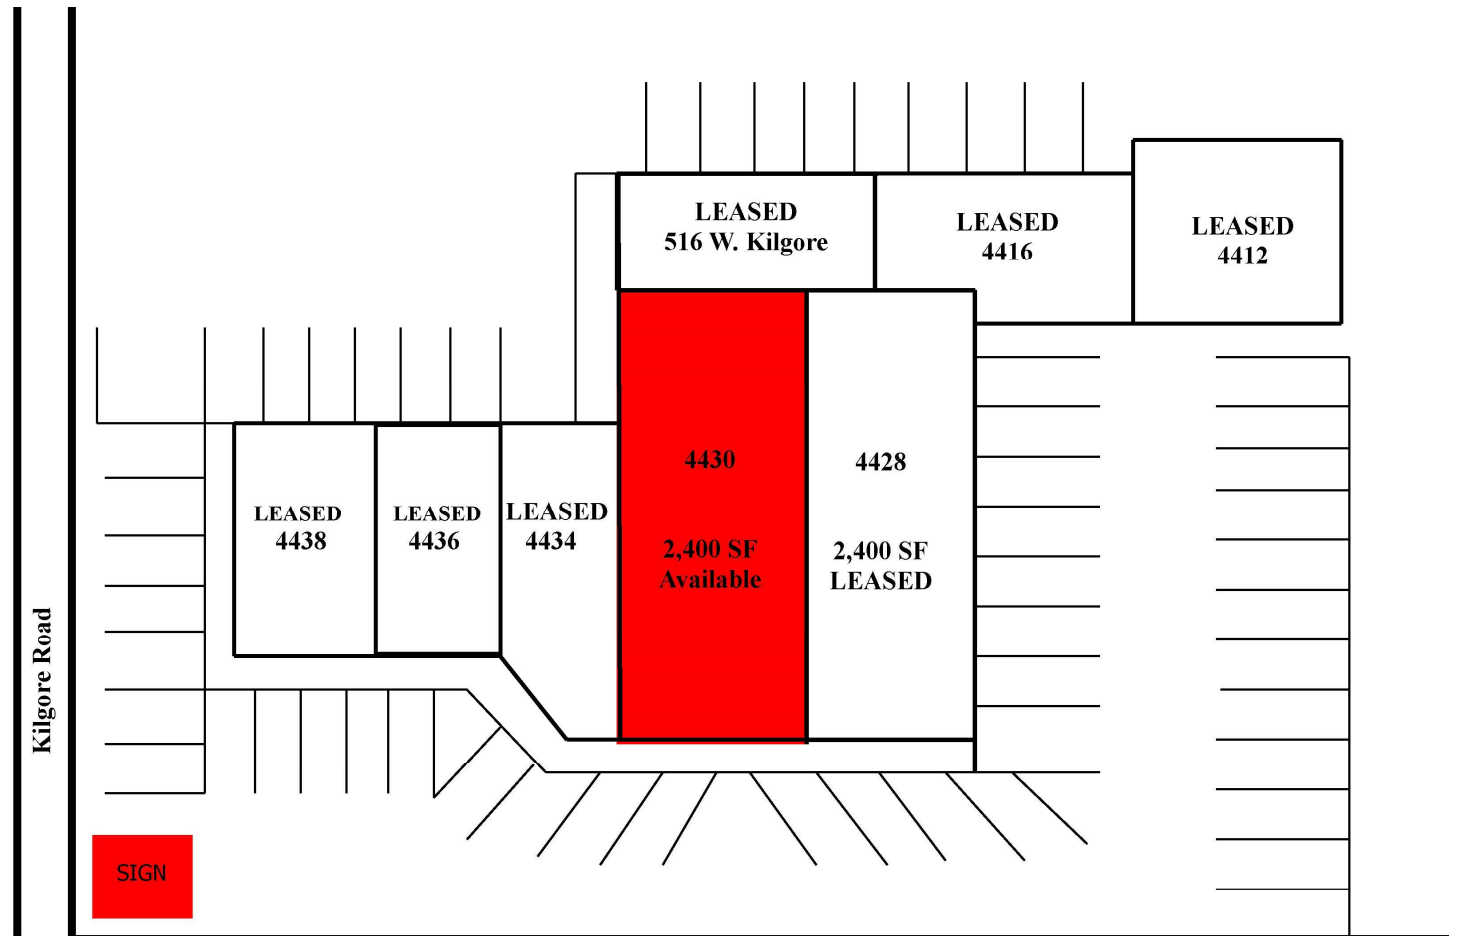 LEASED
516 W. Kilgore
LEASED
4416
LEASED
4412
LEASED
4438
LEASED
4436
LEASED
4434
4430
2,400 SF
Available
4428
2,400 SF
LEASED
Kilgore Road
SIGN